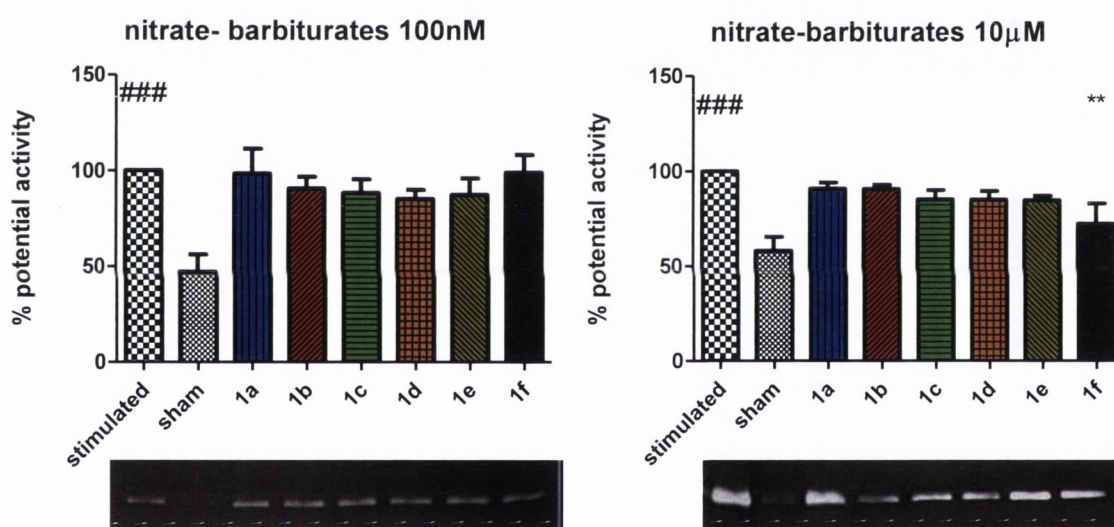 nitrate- barbiturates 100nM
% potential activity
150
100
50
0
###
stimulated
sham
1a
1b
1c
1d
1e
1f
nitrate-barbiturates 10μM
% potential activity
150
100
50
0
###
**
stimulated
sham
1a
1b
1c
1d
1e
1f